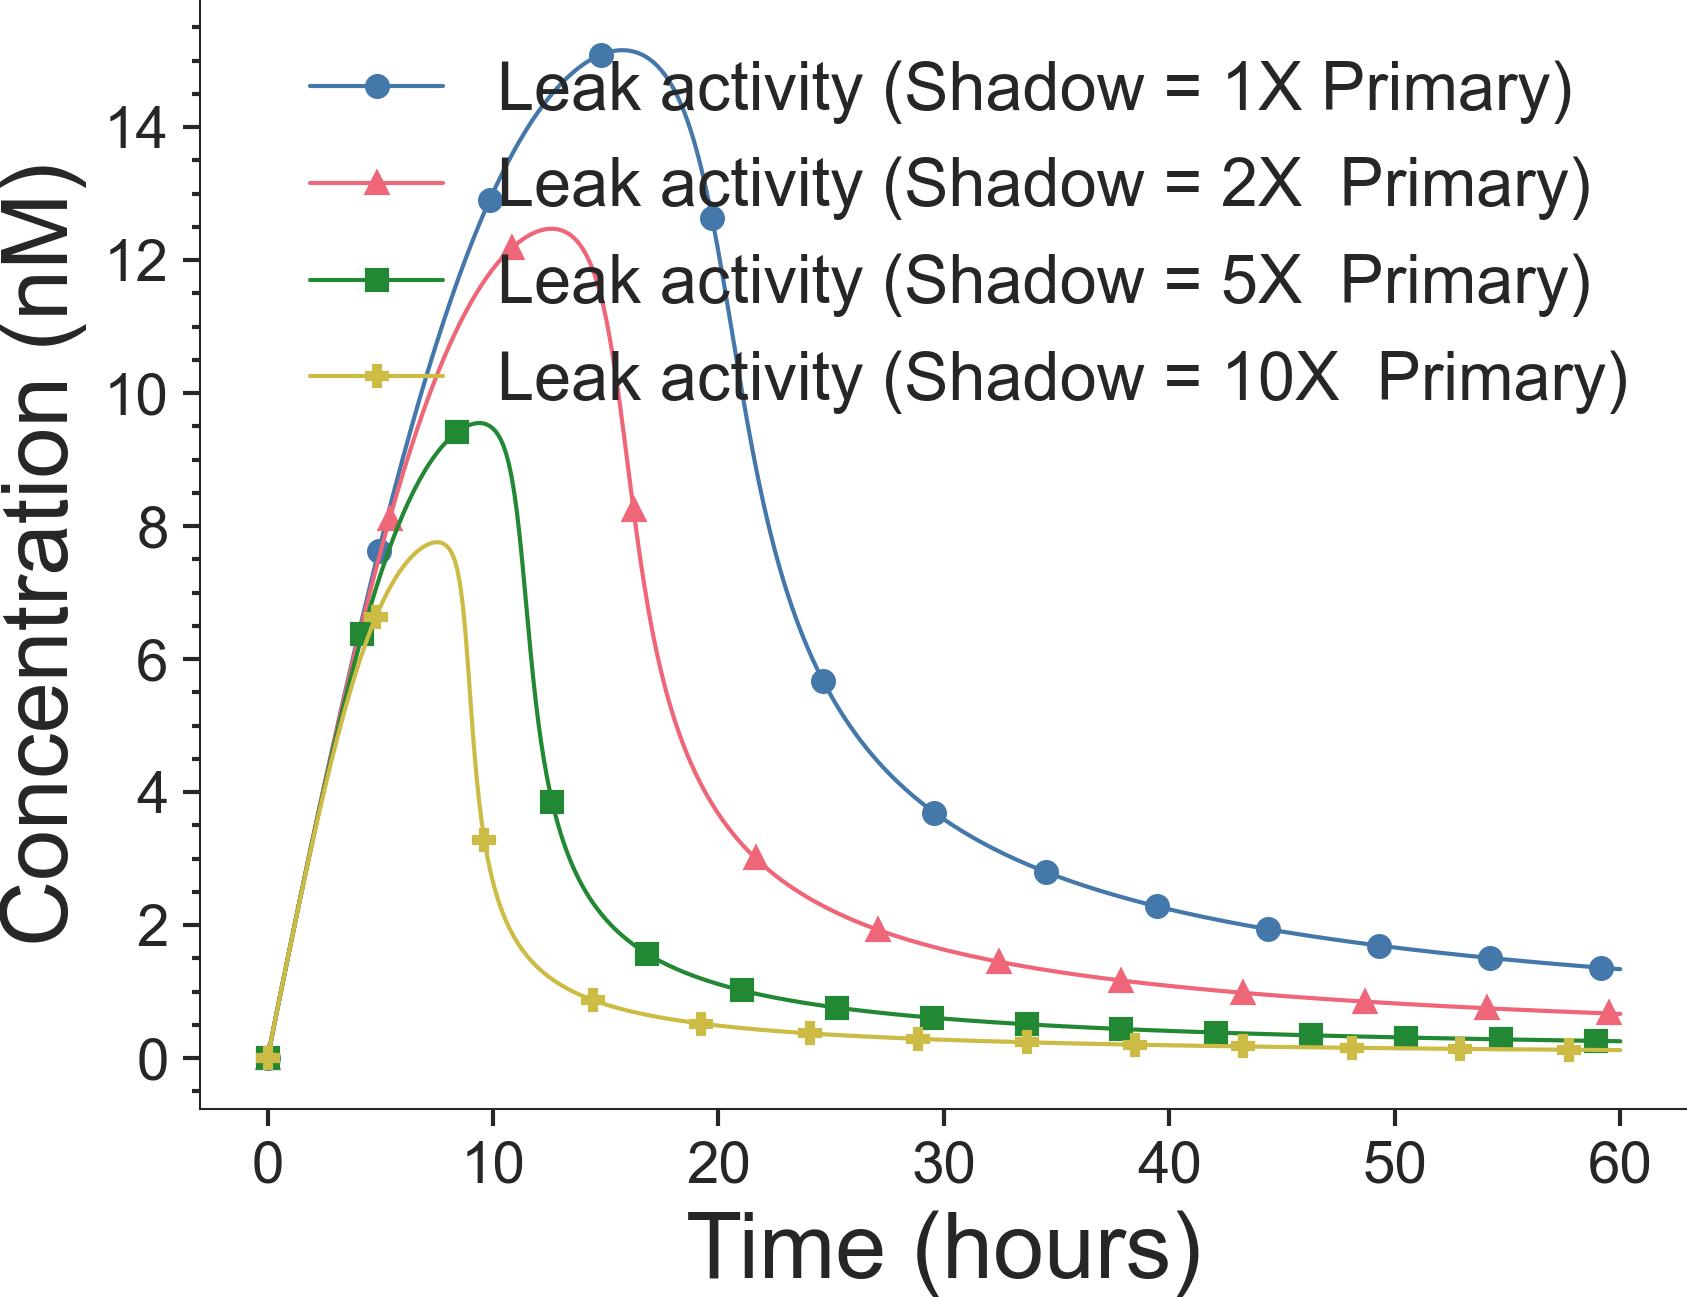 Concentration (nM)
14
12
10
8
6
4
2
0
Leak activity (Shadow = 1X Primary)
Leak activity (Shadow = 2X  Primary)
Leak activity (Shadow = 5X  Primary)
Leak activity (Shadow = 10X  Primary)
0 10 20 30 40 50 60
Time (hours)